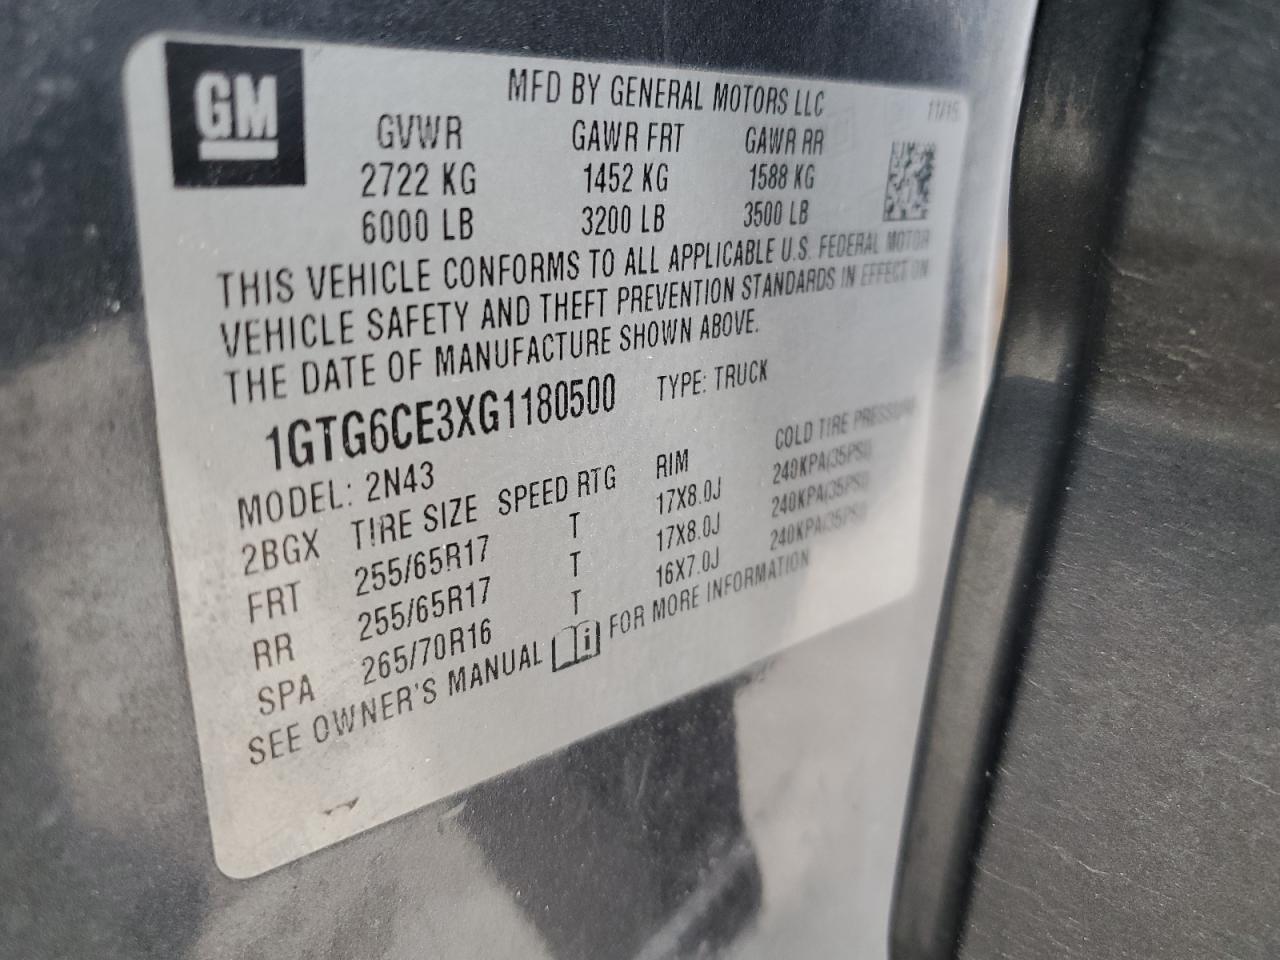 GM
MFD BY GENERAL MOTORS LLC
11/15
GVWR GAWR FRT GAWR RR
2722 KG 1452 KG 1588 KG
6000 LB 3200 LB 3500 LB
THIS VEHICLE CONFORMS TO ALL APPLICABLE U.S. FEDERAL MOTOR
VEHICLE SAFETY AND THEFT PREVENTION STANDARDS IN EFFECT ON
THE DATE OF MANUFACTURE SHOWN ABOVE.
1GTG6CE3XG1180500 TYPE: TRUCK
MODEL: 2N43
2BGX TIRE SIZE SPEED RTG RIM COLD TIRE PRESSURE
FRT 255/65R17 T 17X8.0J 240KPA(35PSI)
RR 255/65R17 T 17X8.0J 240KPA(35PSI)
SPA 265/70R16 T 16X7.0J 240KPA(35PSI)
SEE OWNER'S MANUAL i FOR MORE INFORMATION